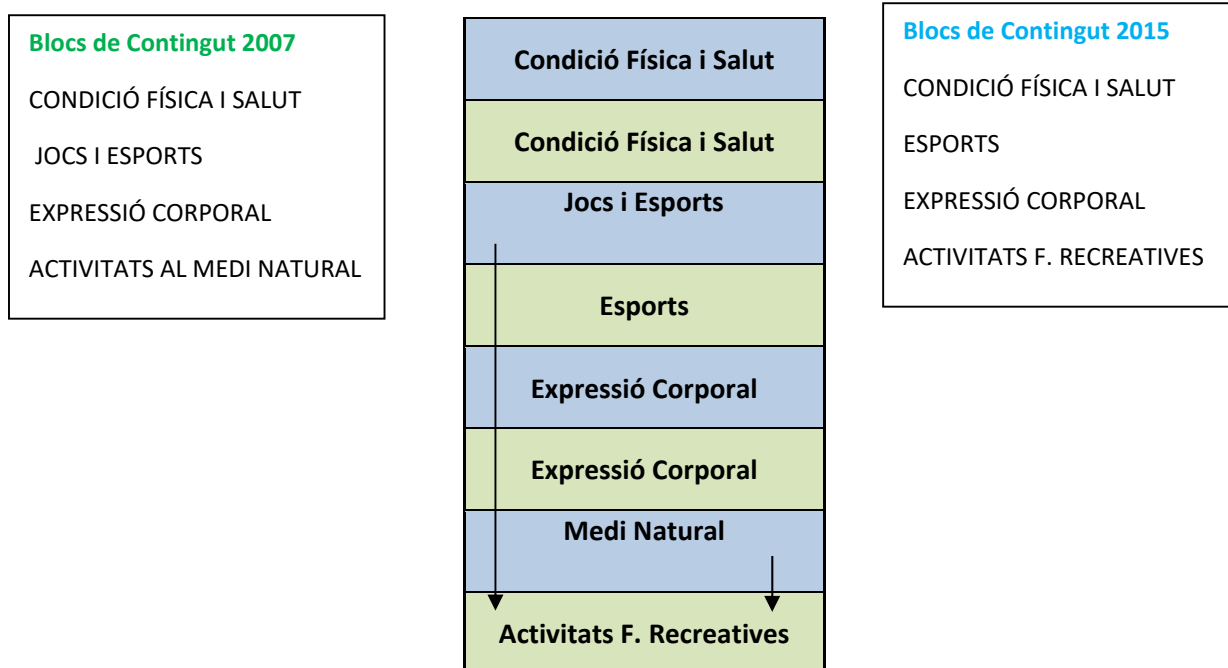 Blocs de Contingut 2007
CONDICIÓ FÍSICA I SALUT
JOCS I ESPORTS
EXPRESSIÓ CORPORAL
ACTIVITATS AL MEDI NATURAL
Condició Física i Salut
Condició Física i Salut
Jocs i Esports
Esports
Expressió Corporal
Expressió Corporal
Medi Natural
Activitats F. Recreatives
Blocs de Contingut 2015
CONDICIÓ FÍSICA I SALUT
ESPORTS
EXPRESSIÓ CORPORAL
ACTIVITATS F. RECREATIVES